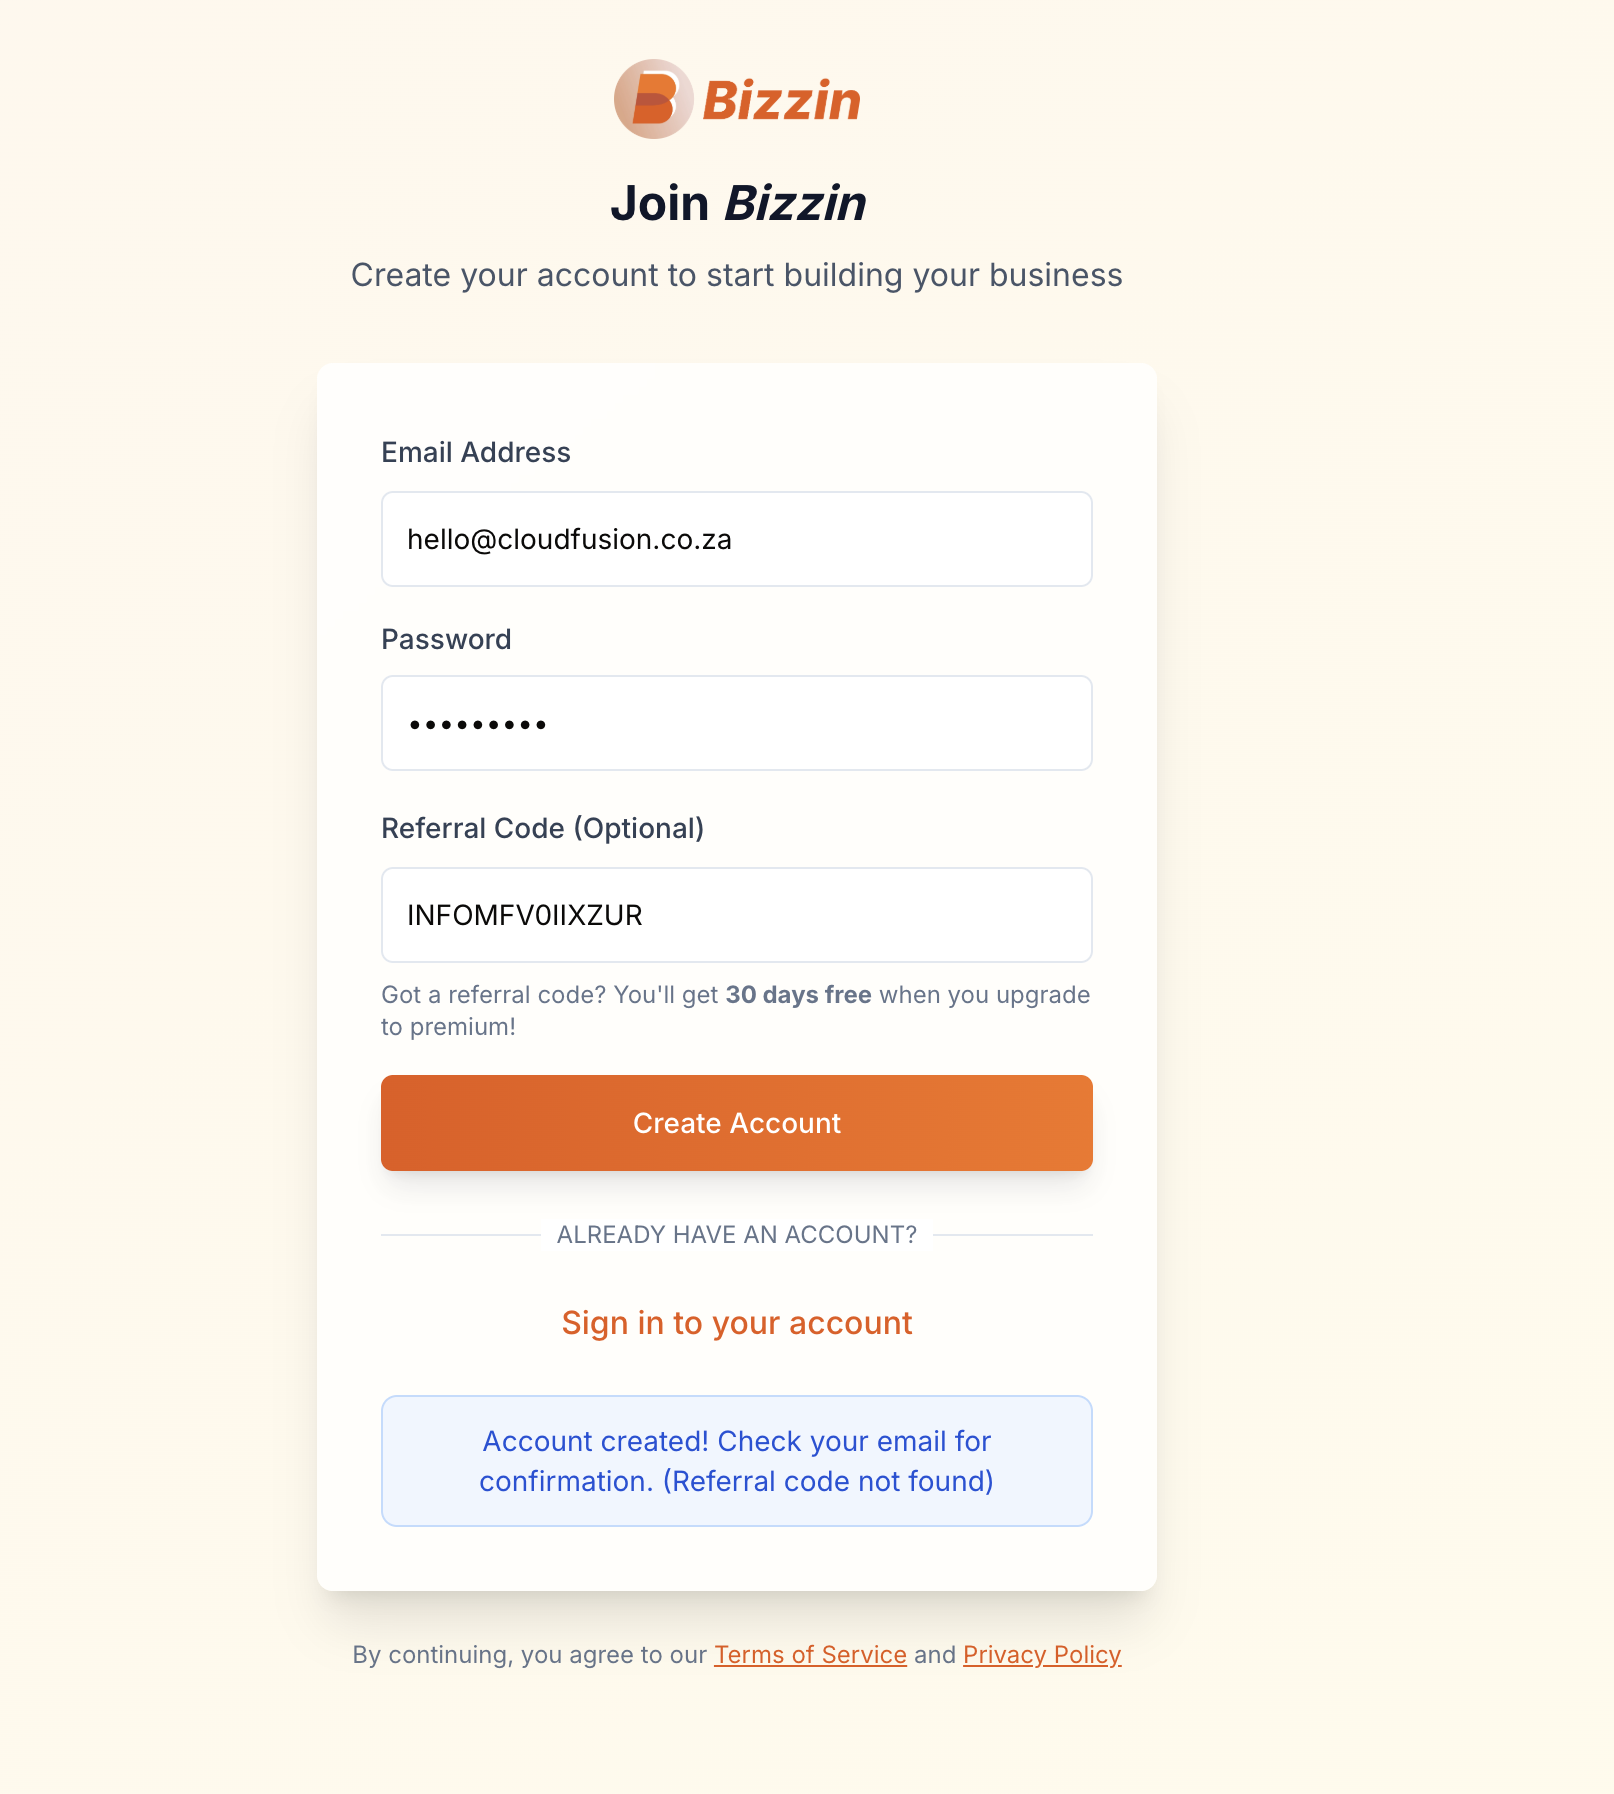 Bizzin
Join Bizzin
Create your account to start building your business
Email Address
hello@cloudfusion.co.za
Password
•••••••••
Referral Code (Optional)
INFOMFV0IIXZUR
Got a referral code? You'll get 30 days free when you upgrade
to premium!
Create Account
ALREADY HAVE AN ACCOUNT?
Sign in to your account
Account created! Check your email for
confirmation. (Referral code not found)
By continuing, you agree to our Terms of Service and Privacy Policy